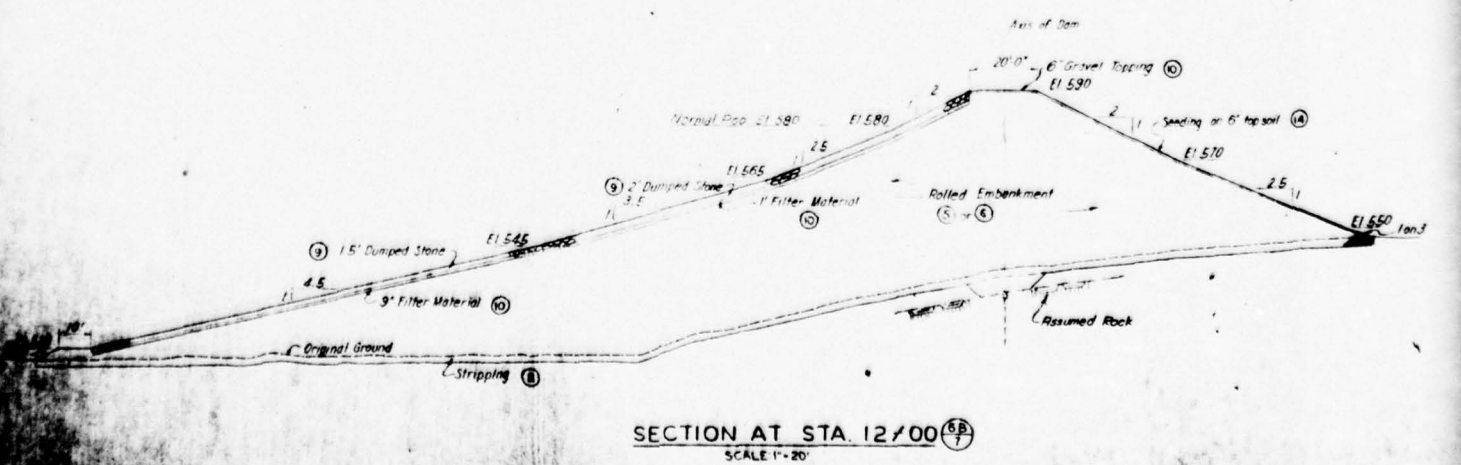 Axis of Dam
20'-0"
6" Gravel Topping 10
El. 590
2
1
Normal Pool El 580
El.580
2
1
Seeding on 6" topsoil 14
El.570
2.5
1
El.565
2.5
1
9 2' Dumped Stone
1' Filter Material
10
Rolled Embankment
5 or 6
3.5
1
El.550
1 on 3
El.545
9 1.5' Dumped Stone
4.5
1
9" Filter Material 10
Assumed Rock
10'
Original Ground
Stripping 8
SECTION AT STA. 12+00 6B
7
SCALE 1"-20'